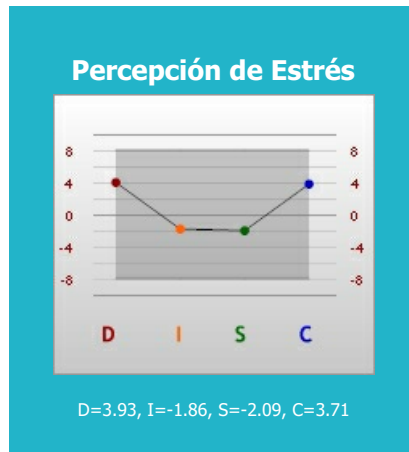 Percepción de Estrés
8 8
4 4
0 0
-4 -4
-8 -8
D I S C
D=3.93, I=-1.86, S=-2.09, C=3.71